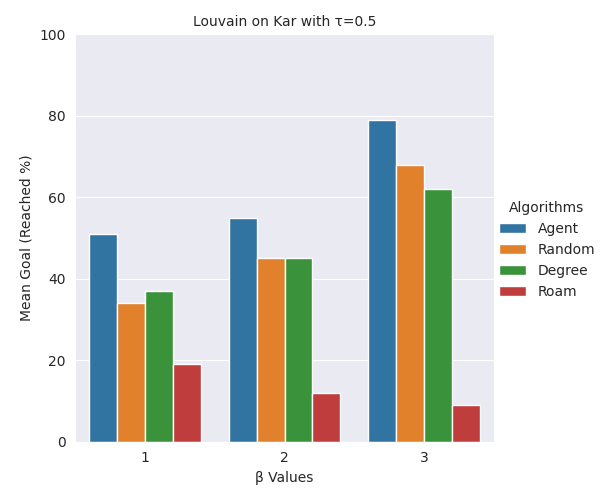 Louvain on Kar with τ=0.5
100
80
60
40
20
0
Mean Goal (Reached %)
1 2 3
β Values
Algorithms
Agent
Random
Degree
Roam